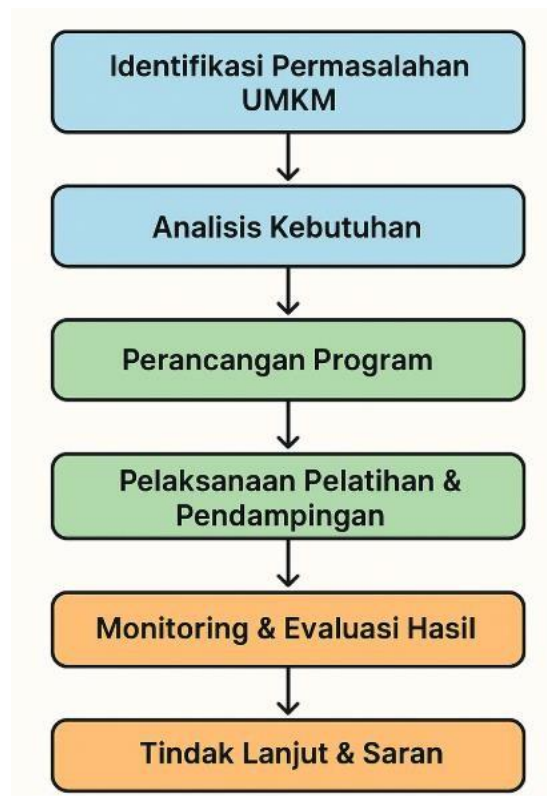 Identifikasi Permasalahan
UMKM
Analisis Kebutuhan
Perancangan Program
Pelaksanaan Pelatihan &
Pendampingan
Monitoring & Evaluasi Hasil
Tindak Lanjut & Saran